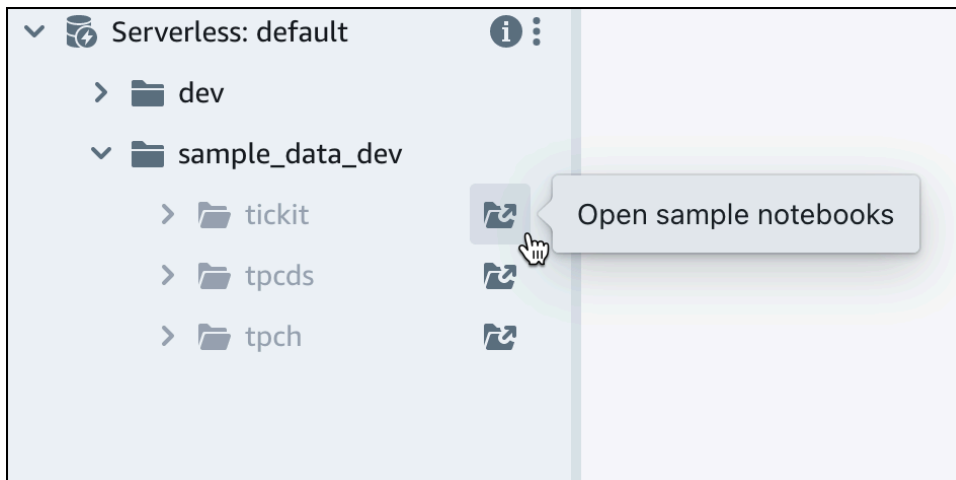 Serverless: default
dev
sample_data_dev
tickit
Open sample notebooks
tpcds
tpch